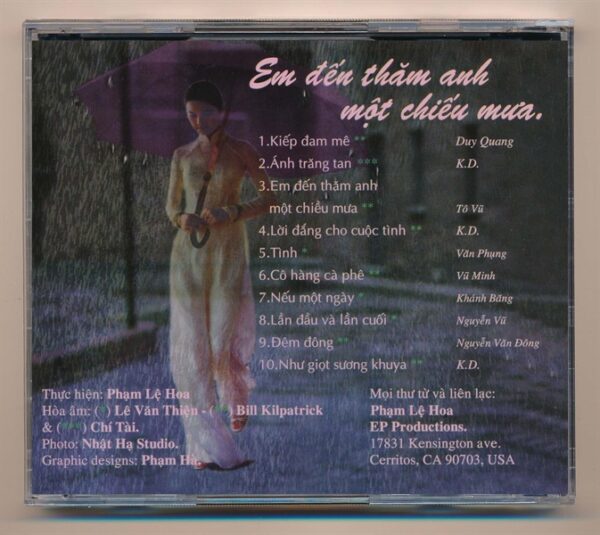 Em đến thăm anh
một chiếu mưa.
1.Kiếp đam mê ** Duy Quang
2.Ánh trăng tan *** K.D.
3.Em đến thăm anh
một chiều mưa ** Tô Vũ
4.Lời đắng cho cuộc tình ** K.D.
5.Tình * Văn Phụng
6.Cô hàng cà phê ** Vũ Minh
7.Nếu một ngày Khánh Băng
8.Lần đầu và lần cuối * Nguyễn Vũ
9.Đêm đông ** Nguyễn Văn Đông
10.Như giọt sương khuya ** K.D.
Thực hiện: Phạm Lệ Hoa
Hòa âm: (*) Lê Văn Thiện - (**) Bill Kilpatrick
& (***) Chí Tài.
Photo: Nhật Hạ Studio.
Graphic designs: Phạm Hà.
Mọi thư từ và liên lạc:
Phạm Lệ Hoa
EP Productions.
17831 Kensington ave.
Cerritos, CA 90703, USA